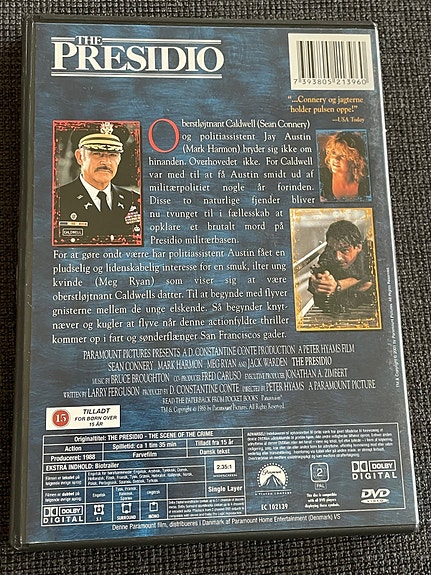 THE
PRESIDIO
7 393805 213960
"...Connery og jagterne
holder pulsen oppe!"
—USA Today
Oberstløjtnant Caldwell (Sean Connery)
og politiassistent Jay Austin
(Mark Harmon) bryder sig ikke om
hinanden. Overhovedet ikke. For Caldwell
var med til at få Austin smidt ud af
militærpolitiet nogle år forinden.
Disse to naturlige fjender bliver
nu tvunget til i fællesskab at
opklare et brutalt mord på
Presidio militærbasen.
CALDWELL
For at gøre ondt værre har politiassistent Austin fået en
pludselig og lidenskabelig interesse for en smuk, ilter ung
kvinde (Meg Ryan) som viser sig at være
oberstløjtnant Caldwells datter. Til at begynde med flyver
gnisterne mellem de unge elskende. Så begynder knyt-
næver og kugler at flyve når denne actionfyldte thriller
kommer op i fart og sønderflænger San Franciscos gader.
PARAMOUNT PICTURES PRESENTS A D. CONSTANTINE CONTE PRODUCTION A PETER HYAMS FILM
SEAN CONNERY MARK HARMON MEG RYAN AND JACK WARDEN THE PRESIDIO
MUSIC BY BRUCE BROUGHTON CO-PRODUCER FRED CARUSO EXECUTIVE PRODUCER JONATHAN A. ZIMBERT
WRITTEN BY LARRY FERGUSON PRODUCED BY D. CONSTANTINE CONTE DIRECTED BY PETER HYAMS A PARAMOUNT PICTURE
READ THE PAPERBACK FROM POCKET BOOKS
15
TILLADT
FOR BØRN OVER
15 ÅR
Originaltitel: THE PRESIDIO - THE SCENE OF THE CRIME
Action
Spilletid: ca 1 tim 35 min
Tilladt fra 15 år
Produceret: 1988
Farvefilm
Dansk tekst
EKSTRA INDHOLD: Biotrailer
2.35:1
Single Layer
DOLBY
DIGITAL
SURROUND
MONO
Paramount
EC 102139
2
PAL
DOLBY
DIGITAL
DVD
VIDEO
Denne Paramount film, distribueres i Danmark af Paramount Home Entertainment (Denmark) I/S